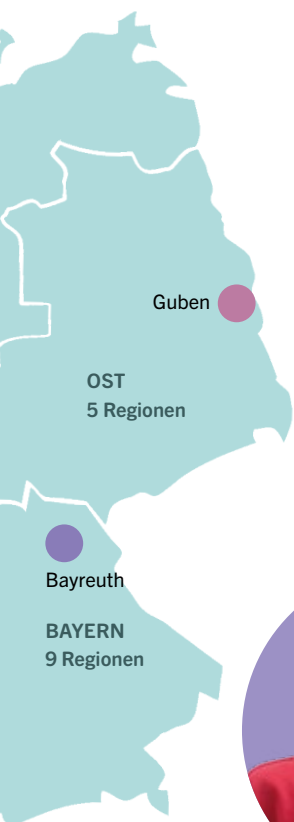 Guben
OST
5 Regionen
Bayreuth
BAYERN
9 Regionen